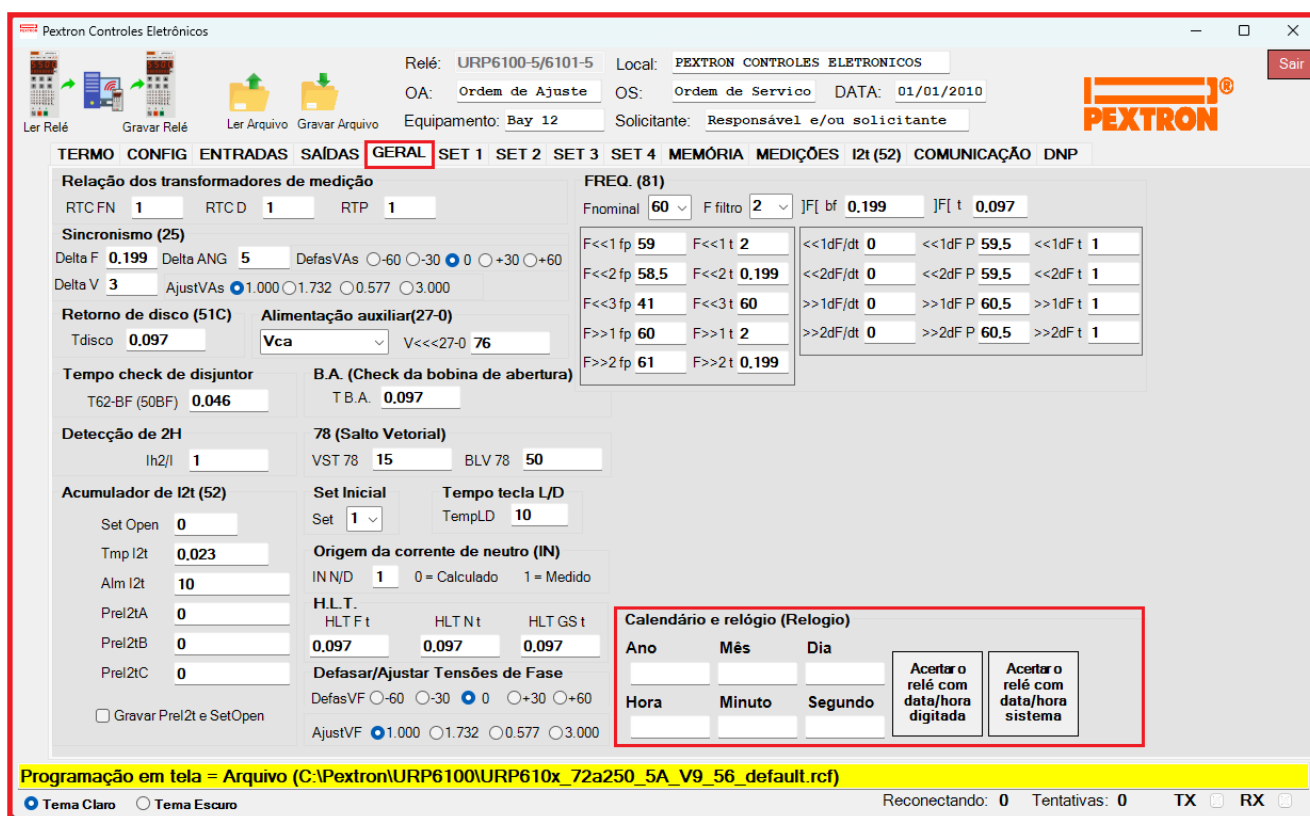 Pextron Controles Eletrônicos
Relé: URP6100-5/6101-5 Local: PEXTRON CONTROLES ELETRONICOS Sair
OA: Ordem de Ajuste OS: Ordem de Servico DATA: 01/01/2010
Equipamento: Bay 12 Solicitante: Responsável e/ou solicitante
PEXTRON
Ler Relé Gravar Relé Ler Arquivo Gravar Arquivo
TERMO CONFIG ENTRADAS SAÍDAS GERAL SET 1 SET 2 SET 3 SET 4 MEMÓRIA MEDIÇÕES I2t (52) COMUNICAÇÃO DNP
Relação dos transformadores de medição
RTC FN 1 RTC D 1 RTP 1
Sincronismo (25)
Delta F 0,199 Delta ANG 5 DefasVAs -60 -30 0 +30 +60
Delta V 3 AjustVAs 1.000 1.732 0.577 3.000
Retorno de disco (51C)
Tdisco 0,097
Alimentação auxiliar(27-0)
Vca V<<<27-0 76
Tempo check de disjuntor
T62-BF (50BF) 0,046
B.A. (Check da bobina de abertura)
T B.A. 0,097
Detecção de 2H
Ih2/I 1
78 (Salto Vetorial)
VST 78 15 BLV 78 50
Acumulador de I2t (52)
Set Open 0
Tmp I2t 0,023
Alm I2t 10
PreI2tA 0
PreI2tB 0
PreI2tC 0
Gravar PreI2t e SetOpen
Set Inicial
Set 1
Tempo tecla L/D
TempLD 10
Origem da corrente de neutro (IN)
IN N/D 1 0 = Calculado 1 = Medido
H.L.T.
HLT F t HLT N t HLT GS t
0,097 0,097 0,097
Defasar/Ajustar Tensões de Fase
DefasVF -60 -30 0 +30 +60
AjustVF 1.000 1.732 0.577 3.000
FREQ. (81)
Fnominal 60 F filtro 2 ]F[ bf 0,199 ]F[ t 0,097
F<<1 fp 59 F<<1 t 2 <<1dF/dt 0 <<1dF P 59,5 <<1dF t 1
F<<2 fp 58,5 F<<2 t 0,199 <<2dF/dt 0 <<2dF P 59,5 <<2dF t 1
F<<3 fp 41 F<<3 t 60 >>1dF/dt 0 >>1dF P 60,5 >>1dF t 1
F>>1 fp 60 F>>1 t 2 >>2dF/dt 0 >>2dF P 60,5 >>2dF t 1
F>>2 fp 61 F>>2 t 0,199
Calendário e relógio (Relogio)
Ano Mês Dia
Hora Minuto Segundo
Acertar o
relé com
data/hora
digitada
Acertar o
relé com
data/hora
sistema
Programação em tela = Arquivo (C:\Pextron\URP6100\URP610x_72a250_5A_V9_56_default.rcf)
Tema Claro Tema Escuro Reconectando: 0 Tentativas: 0 TX RX